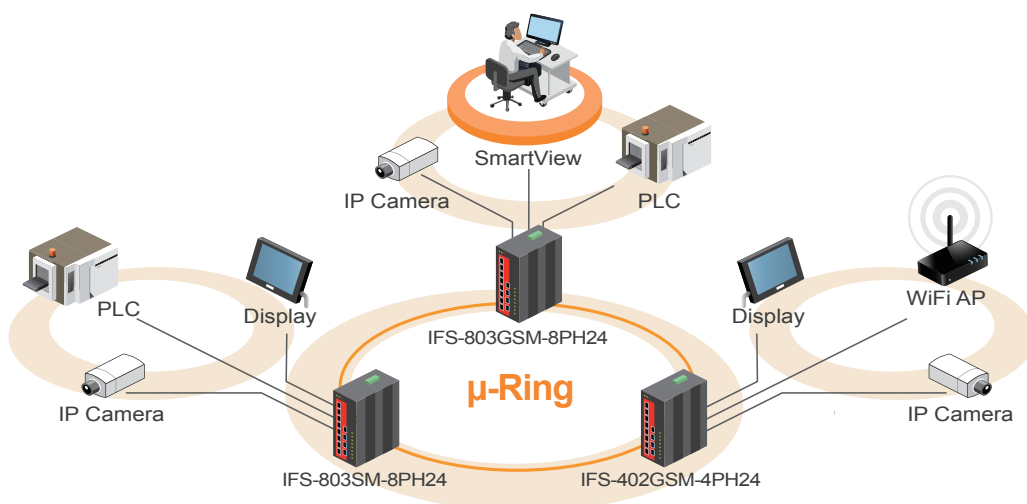 SmartView
IP Camera
PLC
WiFi AP
PLC
Display
Display
IFS-803GSM-8PH24
μ-Ring
IP Camera
IP Camera
IFS-803SM-8PH24
IFS-402GSM-4PH24